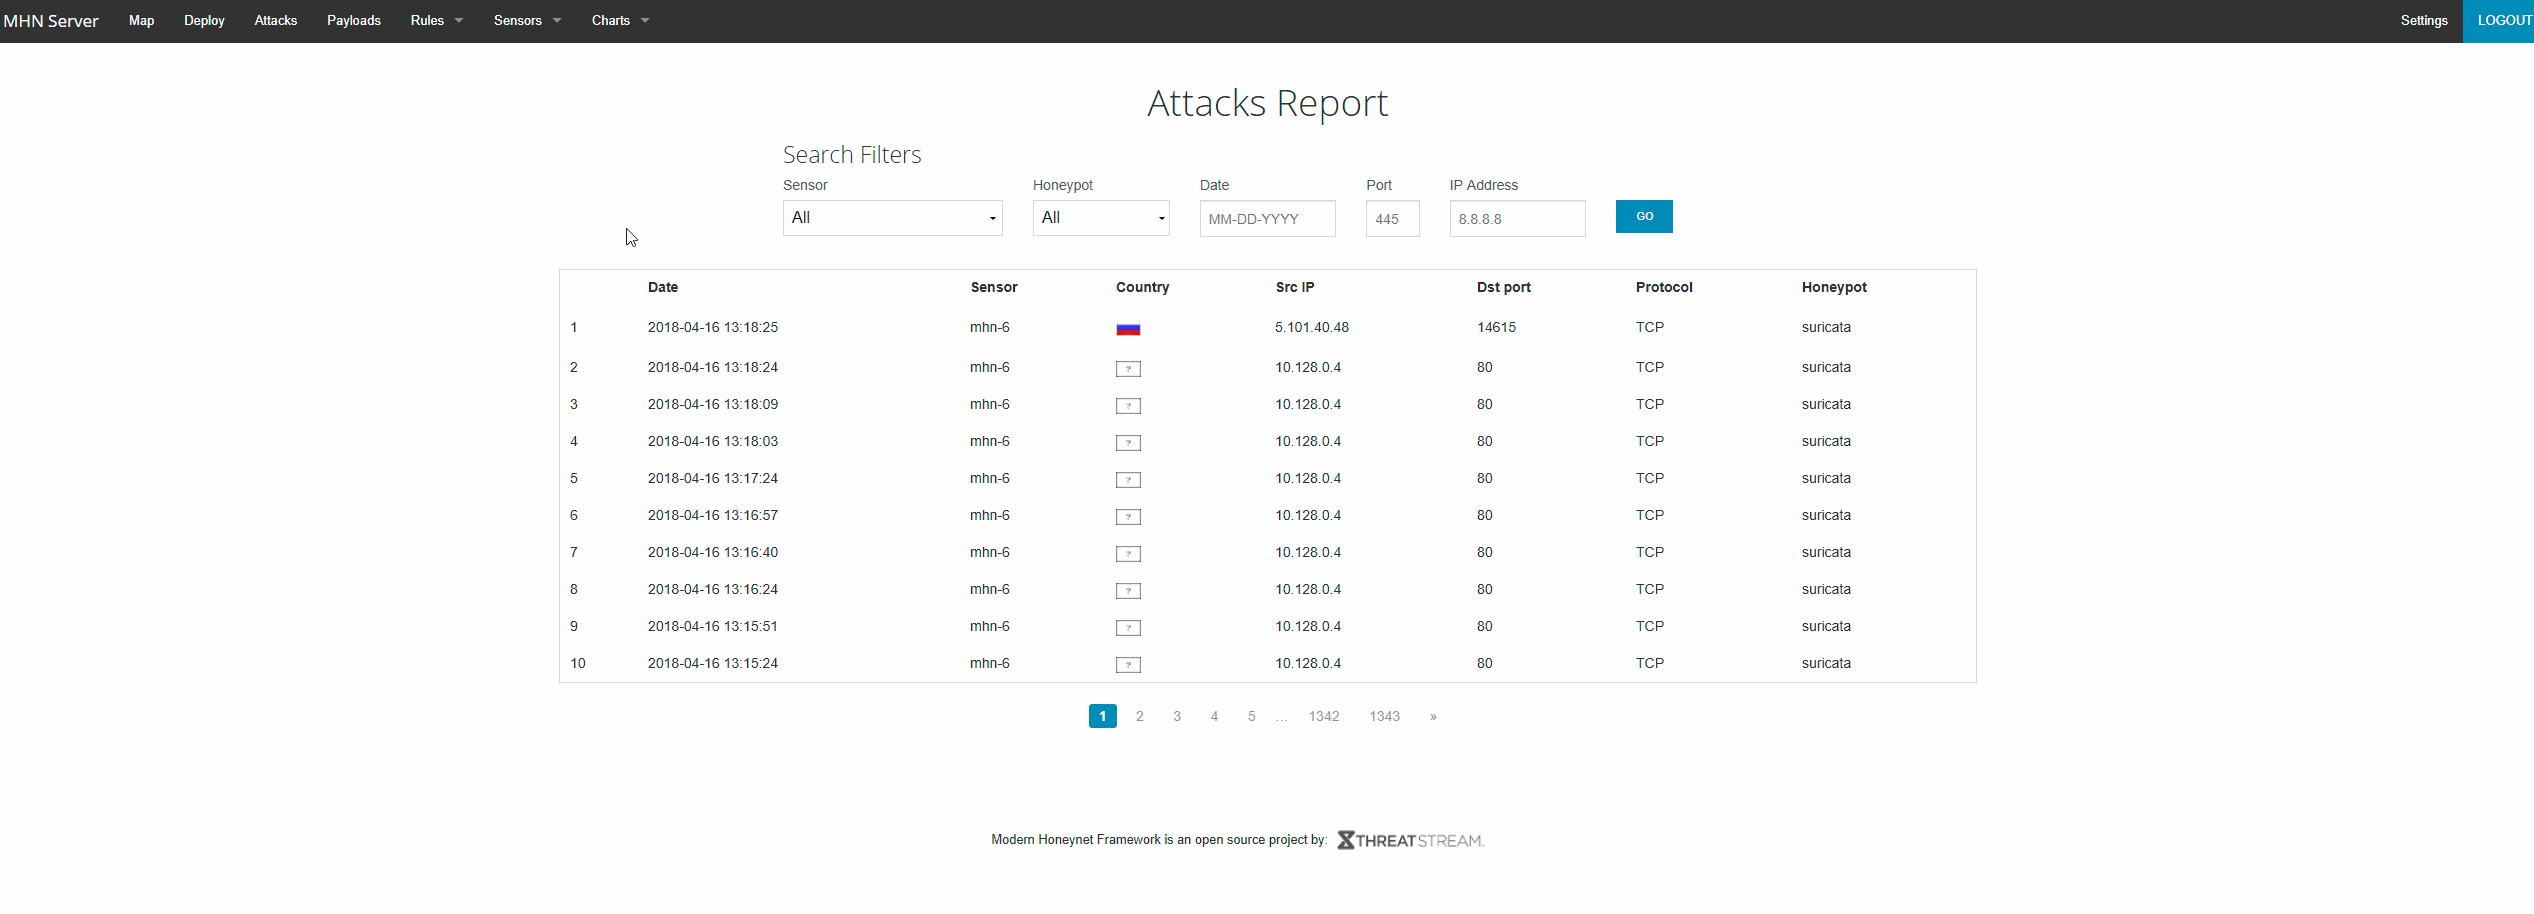 MHN Server Map Deploy Attacks Payloads Rules Sensors Charts Settings LOGOUT
Attacks Report
Search Filters
Sensor Honeypot Date Port IP Address
All All MM-DD-YYYY 445 8.8.8.8 GO
Date Sensor Country Src IP Dst port Protocol Honeypot
1 2018-04-16 13:18:25 mhn-6 5.101.40.48 14615 TCP suricata
2 2018-04-16 13:18:24 mhn-6 ? 10.128.0.4 80 TCP suricata
3 2018-04-16 13:18:09 mhn-6 ? 10.128.0.4 80 TCP suricata
4 2018-04-16 13:18:03 mhn-6 ? 10.128.0.4 80 TCP suricata
5 2018-04-16 13:17:24 mhn-6 ? 10.128.0.4 80 TCP suricata
6 2018-04-16 13:16:57 mhn-6 ? 10.128.0.4 80 TCP suricata
7 2018-04-16 13:16:40 mhn-6 ? 10.128.0.4 80 TCP suricata
8 2018-04-16 13:16:24 mhn-6 ? 10.128.0.4 80 TCP suricata
9 2018-04-16 13:15:51 mhn-6 ? 10.128.0.4 80 TCP suricata
10 2018-04-16 13:15:24 mhn-6 ? 10.128.0.4 80 TCP suricata
1 2 3 4 5 ... 1342 1343 »
Modern Honeynet Framework is an open source project by: THREATSTREAM